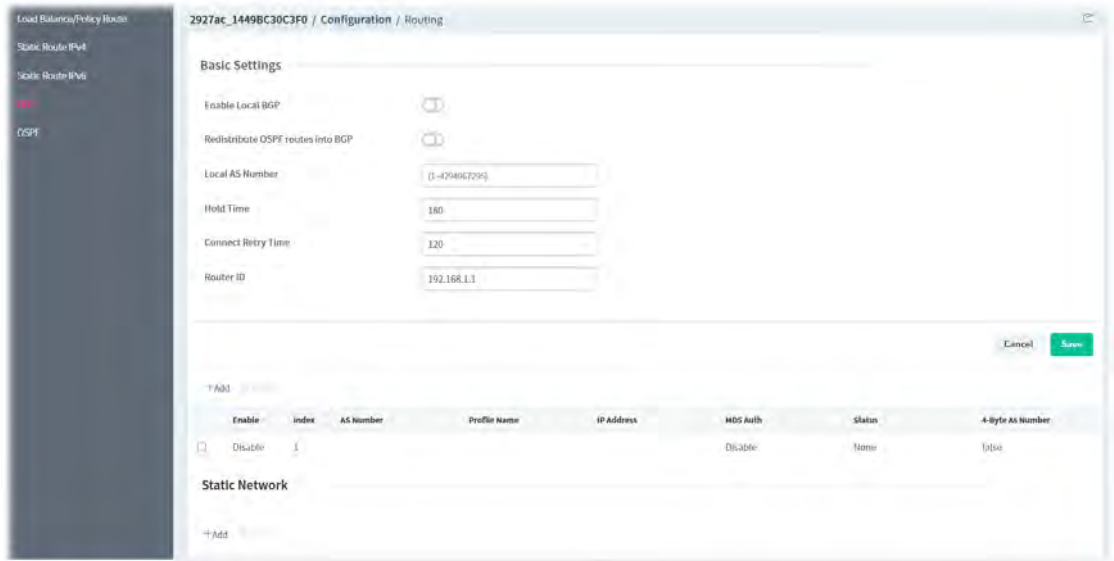 Load Balance/Policy Route
Static Route IPv4
Static Route IPv6
BGP
OSPF
2927ac_1449BC30C3F0 / Configuration / Routing
Basic Settings
Enable Local BGP
Redistribute OSPF routes into BGP
Local AS Number
(1-4294967295)
Hold Time
180
Connect Retry Time
120
Router ID
192.168.1.1
Cancel
Save
+Add
Enable Index AS Number Profile Name IP Address MD5 Auth Status 4-Byte As Number
Disable 1 Disable None false
Static Network
+Add